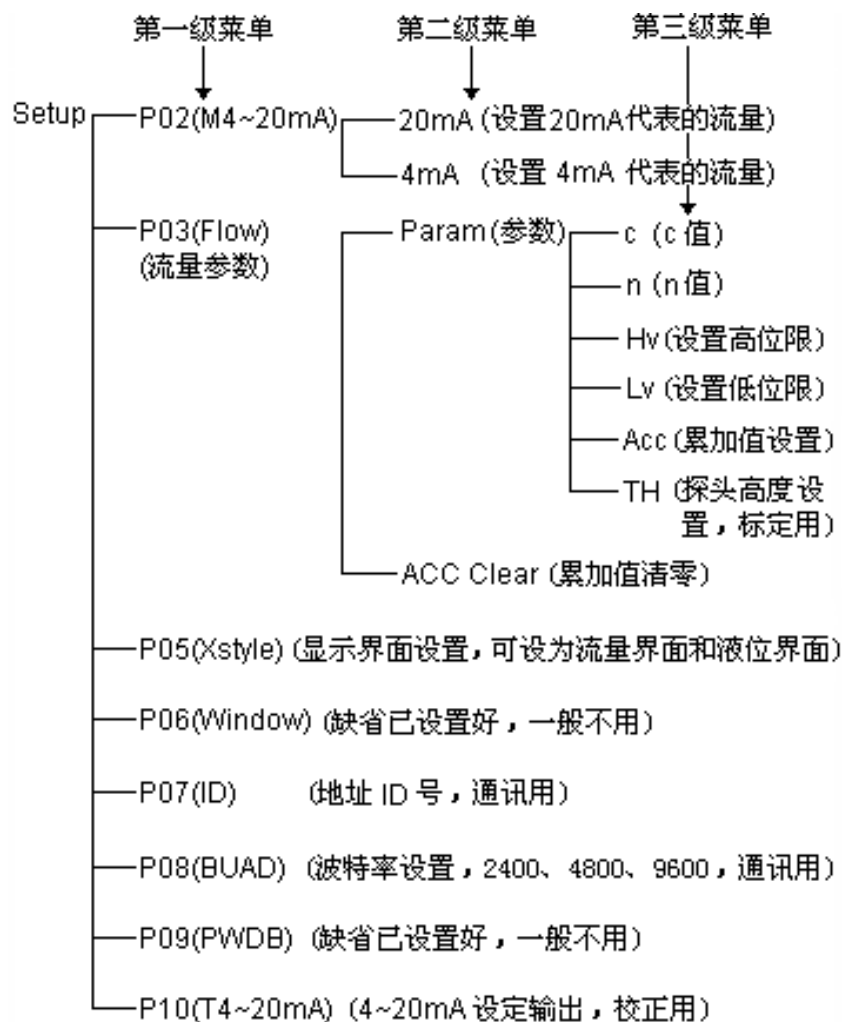 第一级菜单 第二级菜单 第三级菜单
Setup P02(M4~20mA) 20mA (设置20mA代表的流量)
4mA (设置 4mA 代表的流量)
P03(Flow) Param(参数) c (c值)
(流量参数) n (n值)
Hv(设置高位限)
Lv (设置低位限)
Acc(累加值设置)
TH (探头高度设
置，标定用)
ACC Clear (累加值清零)
P05(Xstyle) (显示界面设置，可设为流量界面和液位界面)
P06(Window) (缺省已设置好，一般不用)
P07(ID) (地址 ID 号，通讯用)
P08(BUAD) (波特率设置，2400、4800、9600，通讯用)
P09(PWDB) (缺省已设置好，一般不用)
P10(T4~20mA) (4~20mA 设定输出，校正用)